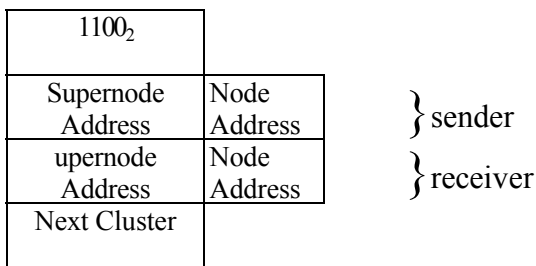 1100₂
Supernode Node
Address Address
} sender
upernode Node
Address Address
} receiver
Next Cluster